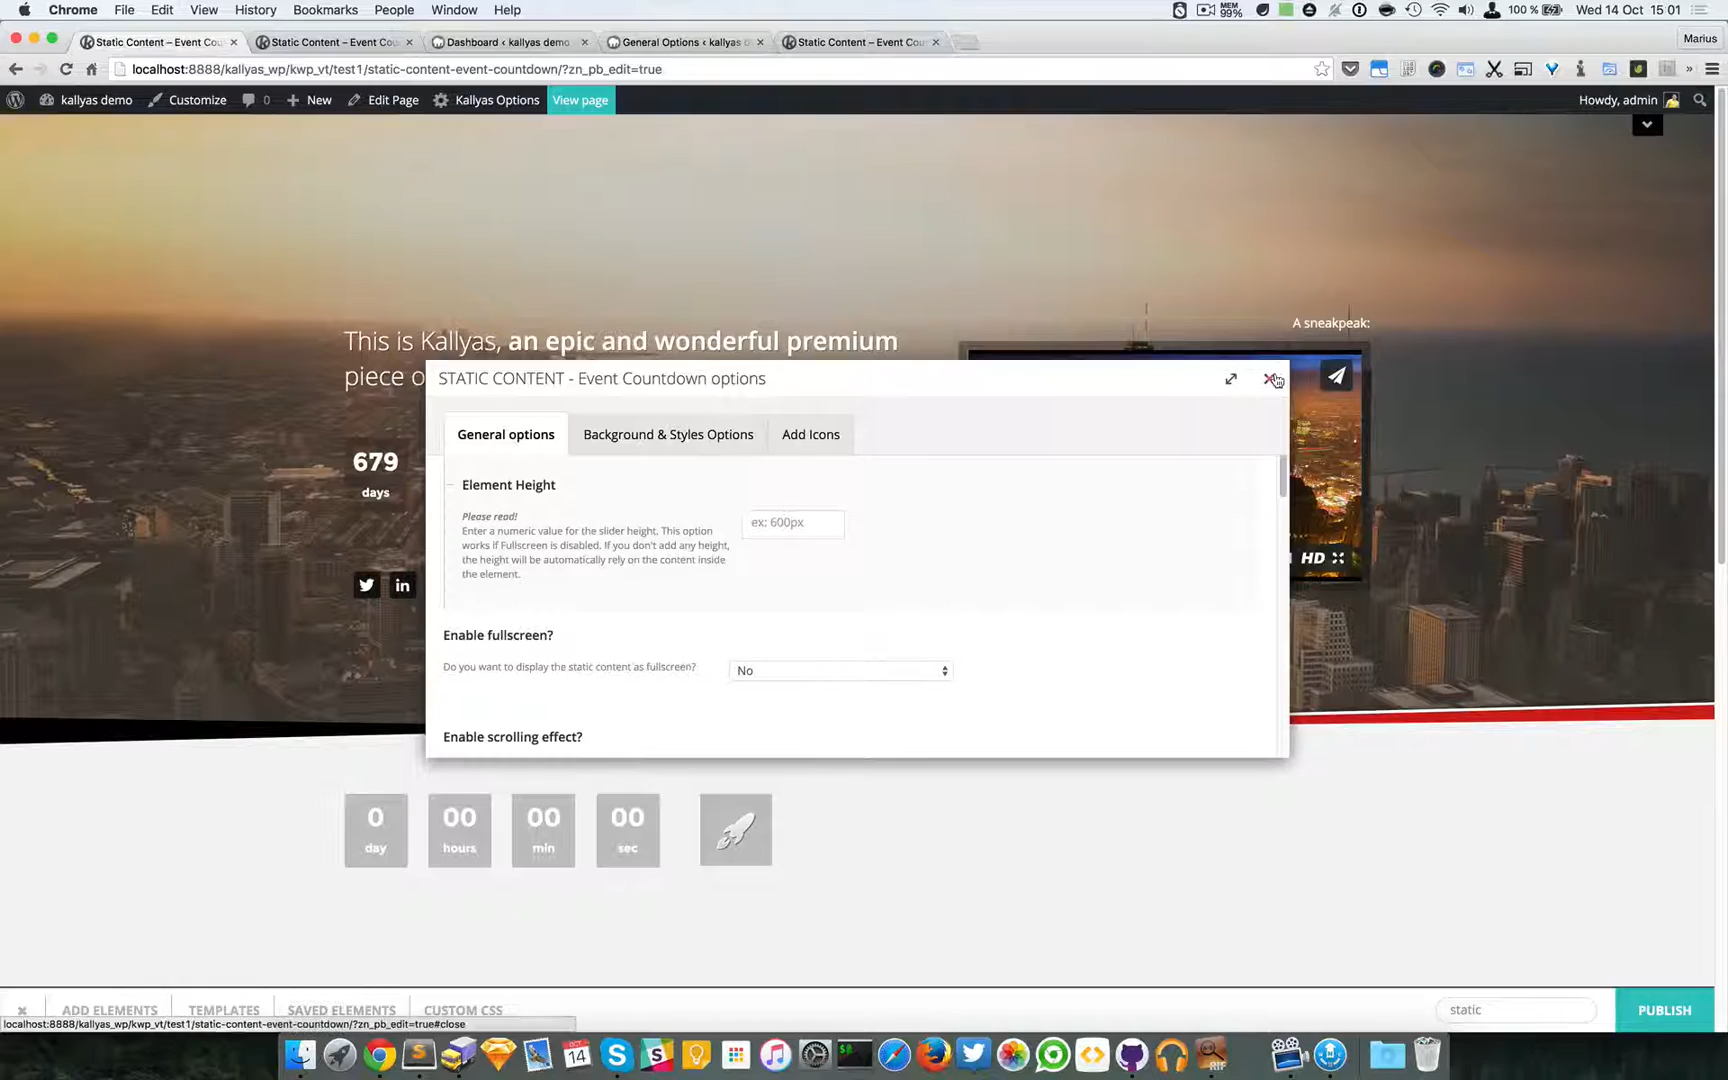 Chrome File Edit View History Bookmarks People Window Help
MEM 99% 100 % Wed 14 Oct 15:01
Static Content – Event Cou
Static Content – Event Cou
Dashboard ‹ kallyas demo
General Options ‹ kallyas d
Static Content – Event Cou
Marius
localhost:8888/kallyas_wp/kwp_vt/test1/static-content-event-countdown/?zn_pb_edit=true
kallyas demo Customize 0 New Edit Page Kallyas Options View page Howdy, admin
A sneakpeak:
This is Kallyas, an epic and wonderful premium
piece o
STATIC CONTENT - Event Countdown options
General options Background & Styles Options Add Icons
679
days
Element Height
Please read!
Enter a numeric value for the slider height. This option
works if Fullscreen is disabled. If you don't add any height,
the height will be automatically rely on the content inside
the element.
ex: 600px
HD
Enable fullscreen?
Do you want to display the static content as fullscreen?
No
Enable scrolling effect?
0 00 00 00
day hours min sec
ADD ELEMENTS TEMPLATES SAVED ELEMENTS CUSTOM CSS static PUBLISH
localhost:8888/kallyas_wp/kwp_vt/test1/static-content-event-countdown/?zn_pb_edit=true#close
OCT
14